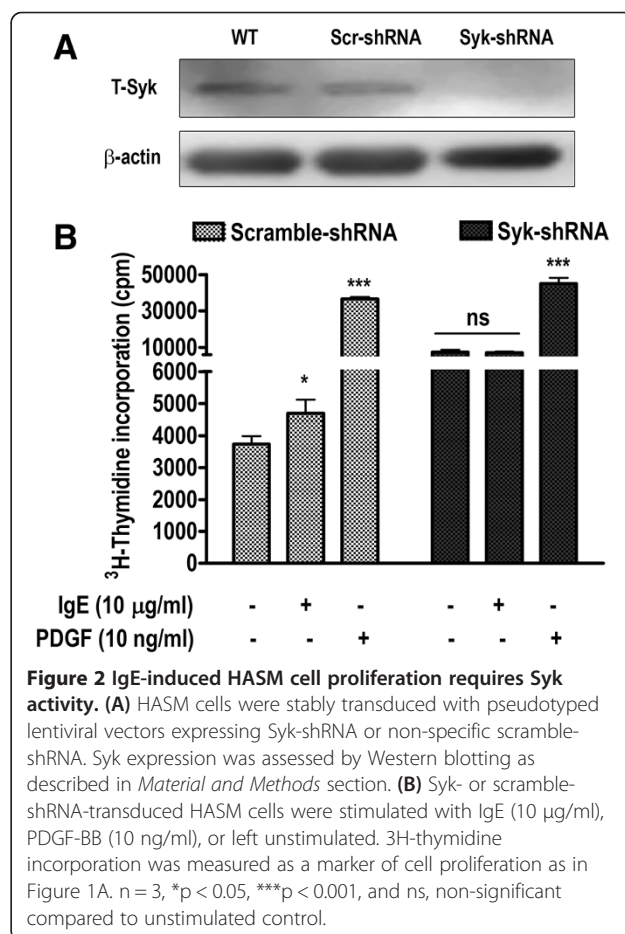 A
WT Scr-shRNA Syk-shRNA
T-Syk
β-actin
B
Scramble-shRNA Syk-shRNA
³H-Thymidine incorporation (cpm)
50000
30000
10000
6000
5000
4000
3000
2000
1000
0
* *** ns ***
IgE (10 μg/ml) - + - - + -
PDGF (10 ng/ml) - - + - - +
Figure 2 IgE-induced HASM cell proliferation requires Syk
activity. (A) HASM cells were stably transduced with pseudotyped
lentiviral vectors expressing Syk-shRNA or non-specific scramble-
shRNA. Syk expression was assessed by Western blotting as
described in Material and Methods section. (B) Syk- or scramble-
shRNA-transduced HASM cells were stimulated with IgE (10 μg/ml),
PDGF-BB (10 ng/ml), or left unstimulated. 3H-thymidine
incorporation was measured as a marker of cell proliferation as in
Figure 1A. n = 3, *p < 0.05, ***p < 0.001, and ns, non-significant
compared to unstimulated control.